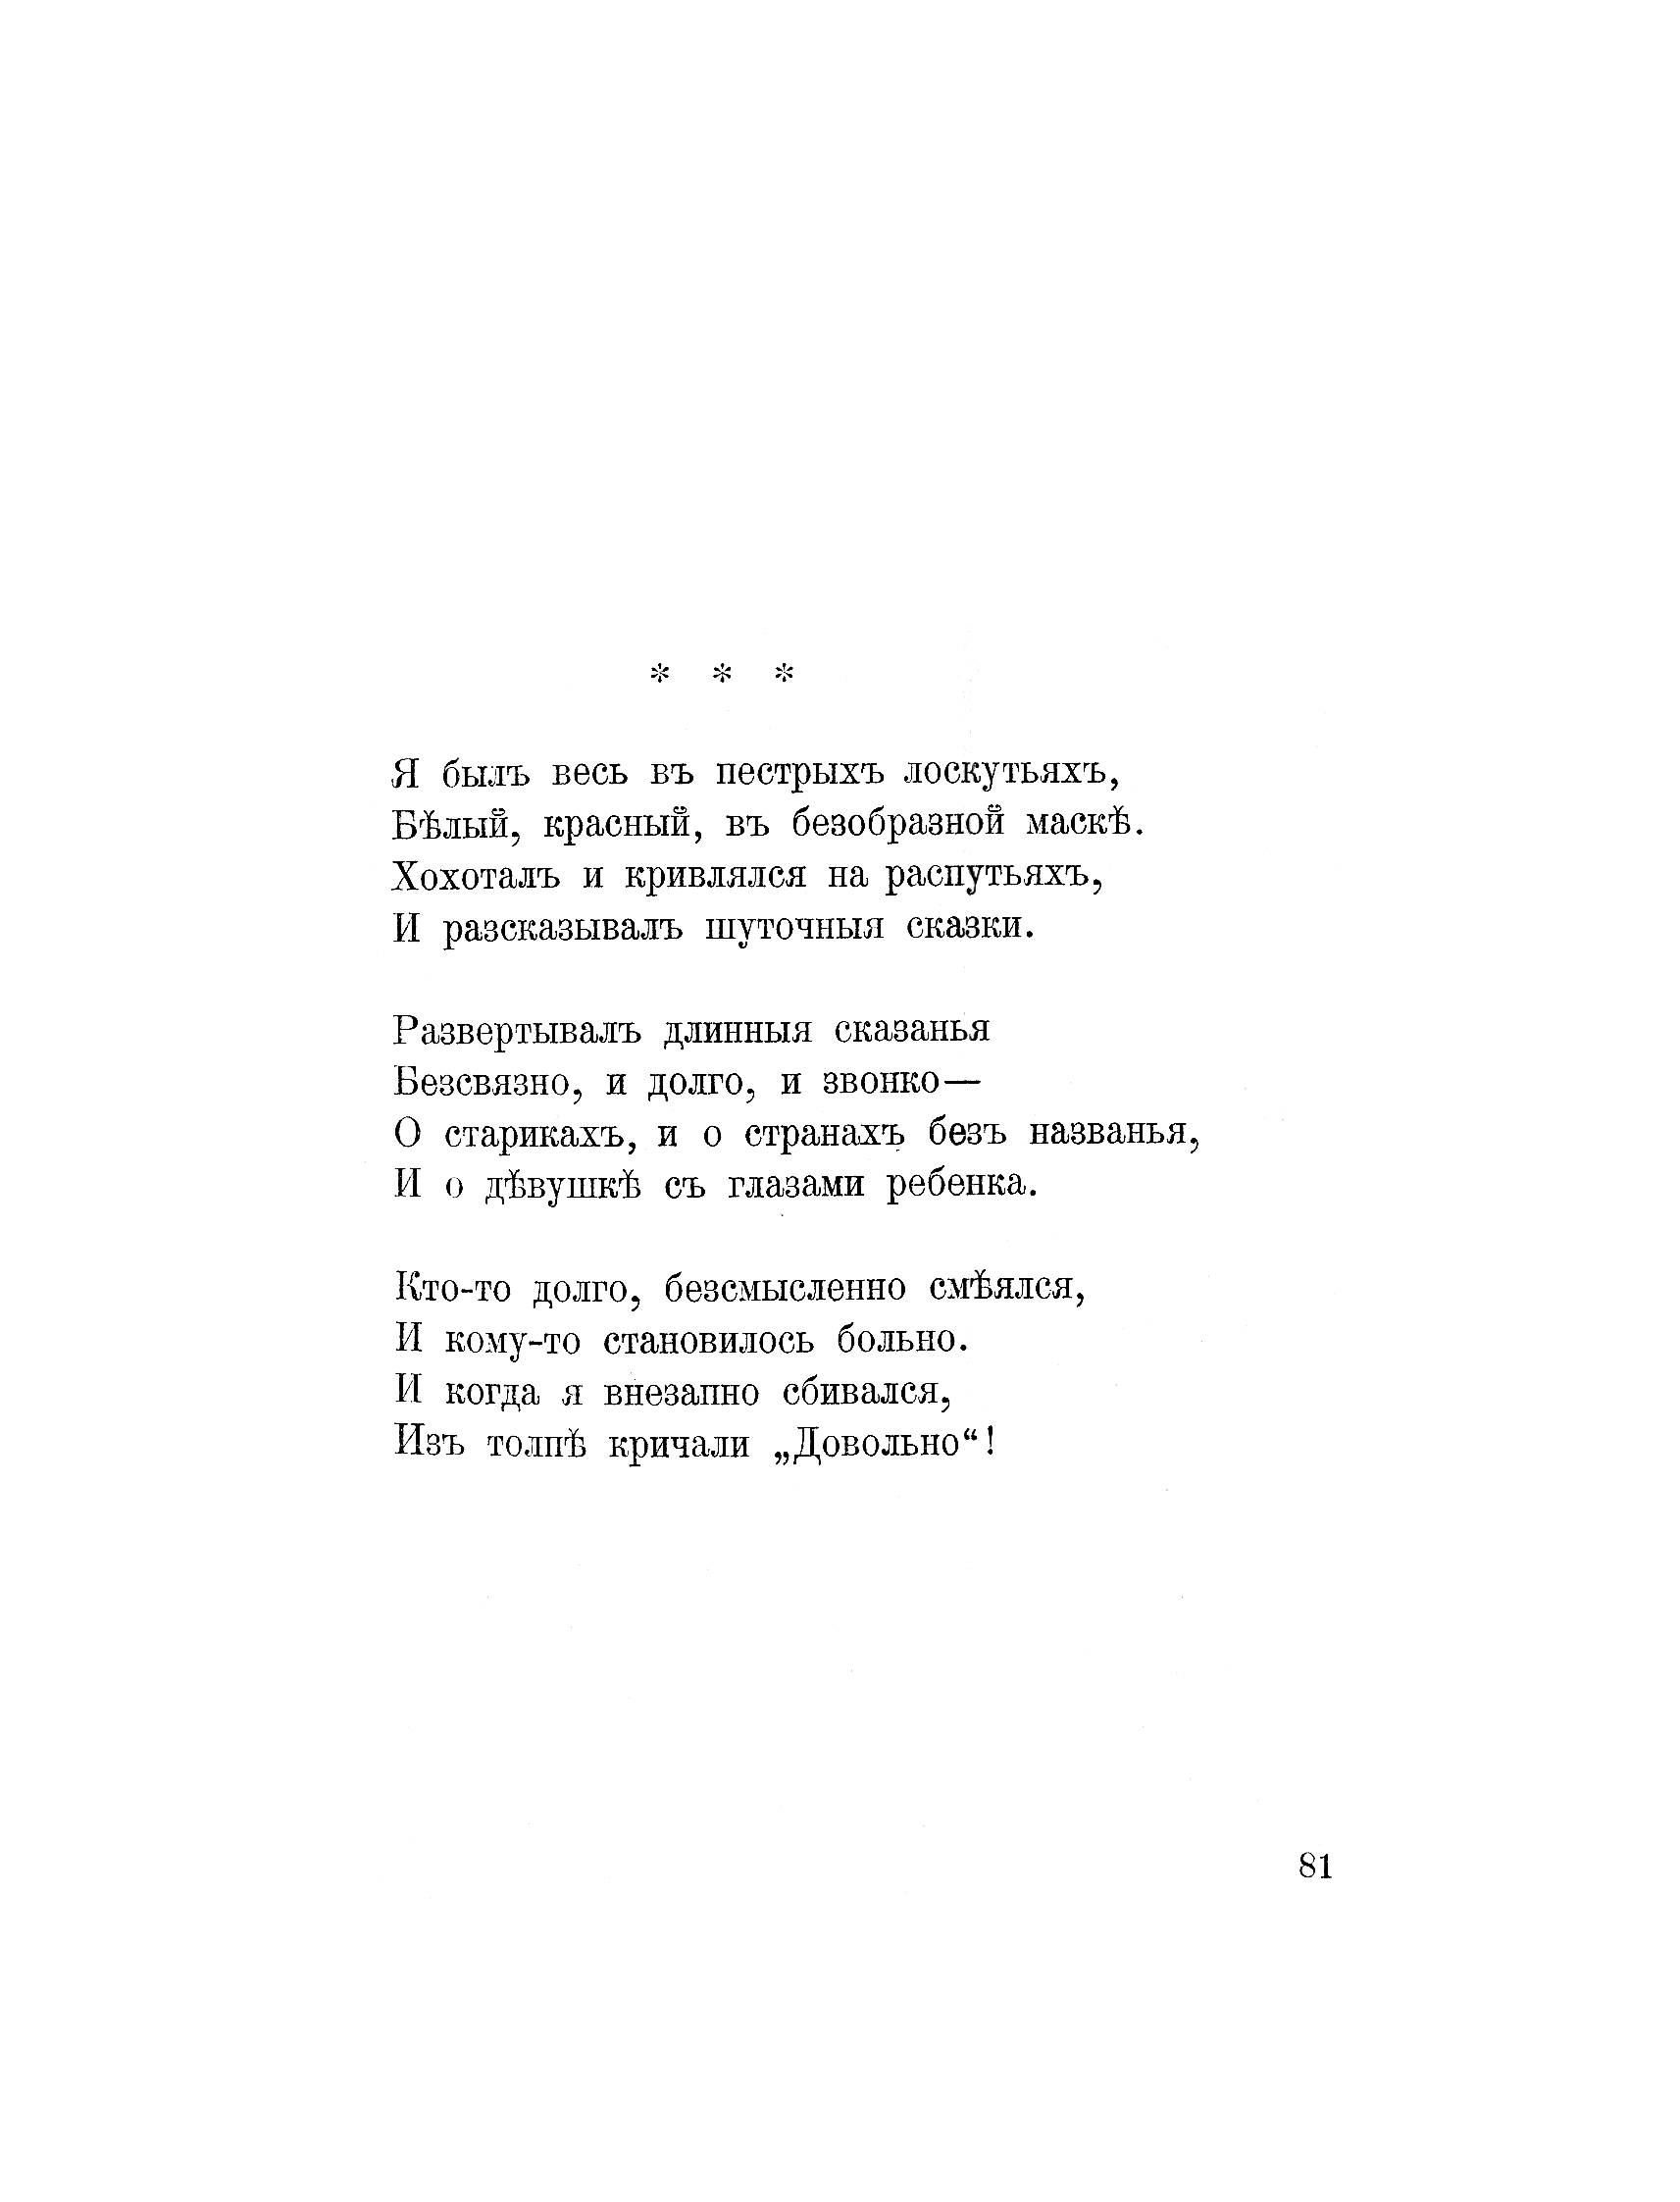 * * *
Я былъ весь въ пестрыхъ лоскутьяхъ,
Бѣлый, красный, въ безобразной маскѣ.
Хохоталъ и кривлялся на распутьяхъ,
И разсказывалъ шуточныя сказки.
Развертывалъ длинныя сказанья
Безсвязно, и долго, и звонко—
О старикахъ, и о странахъ безъ названья,
И о дѣвушкѣ съ глазами ребенка.
Кто-то долго, безсмысленно смѣялся,
И кому-то становилось больно.
И когда я внезапно сбивался,
Изъ толпѣ кричали „Довольно“!
81